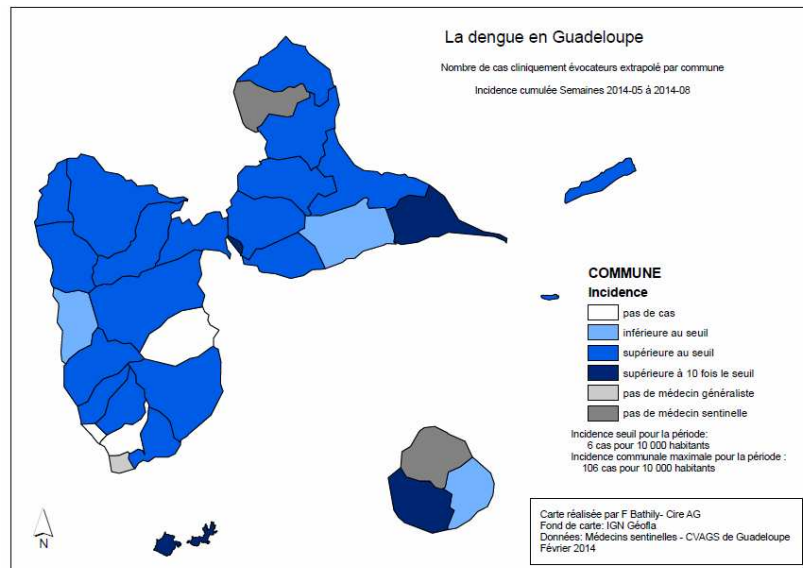 La dengue en Guadeloupe
Nombre de cas cliniquement évocateurs extrapolé par commune
Incidence cumulée Semaines 2014-05 à 2014-08
COMMUNE
Incidence
pas de cas
inférieure au seuil
supérieure au seuil
supérieure à 10 fois le seuil
pas de médecin généraliste
pas de médecin sentinelle
Incidence seuil pour la période:
6 cas pour 10 000 habitants
Incidence communale maximale pour la période :
106 cas pour 10 000 habitants
N
Carte réalisée par F Bathily- Cire AG
Fond de carte: IGN Géofla
Données: Médecins sentinelles - CVAGS de Guadeloupe
Février 2014